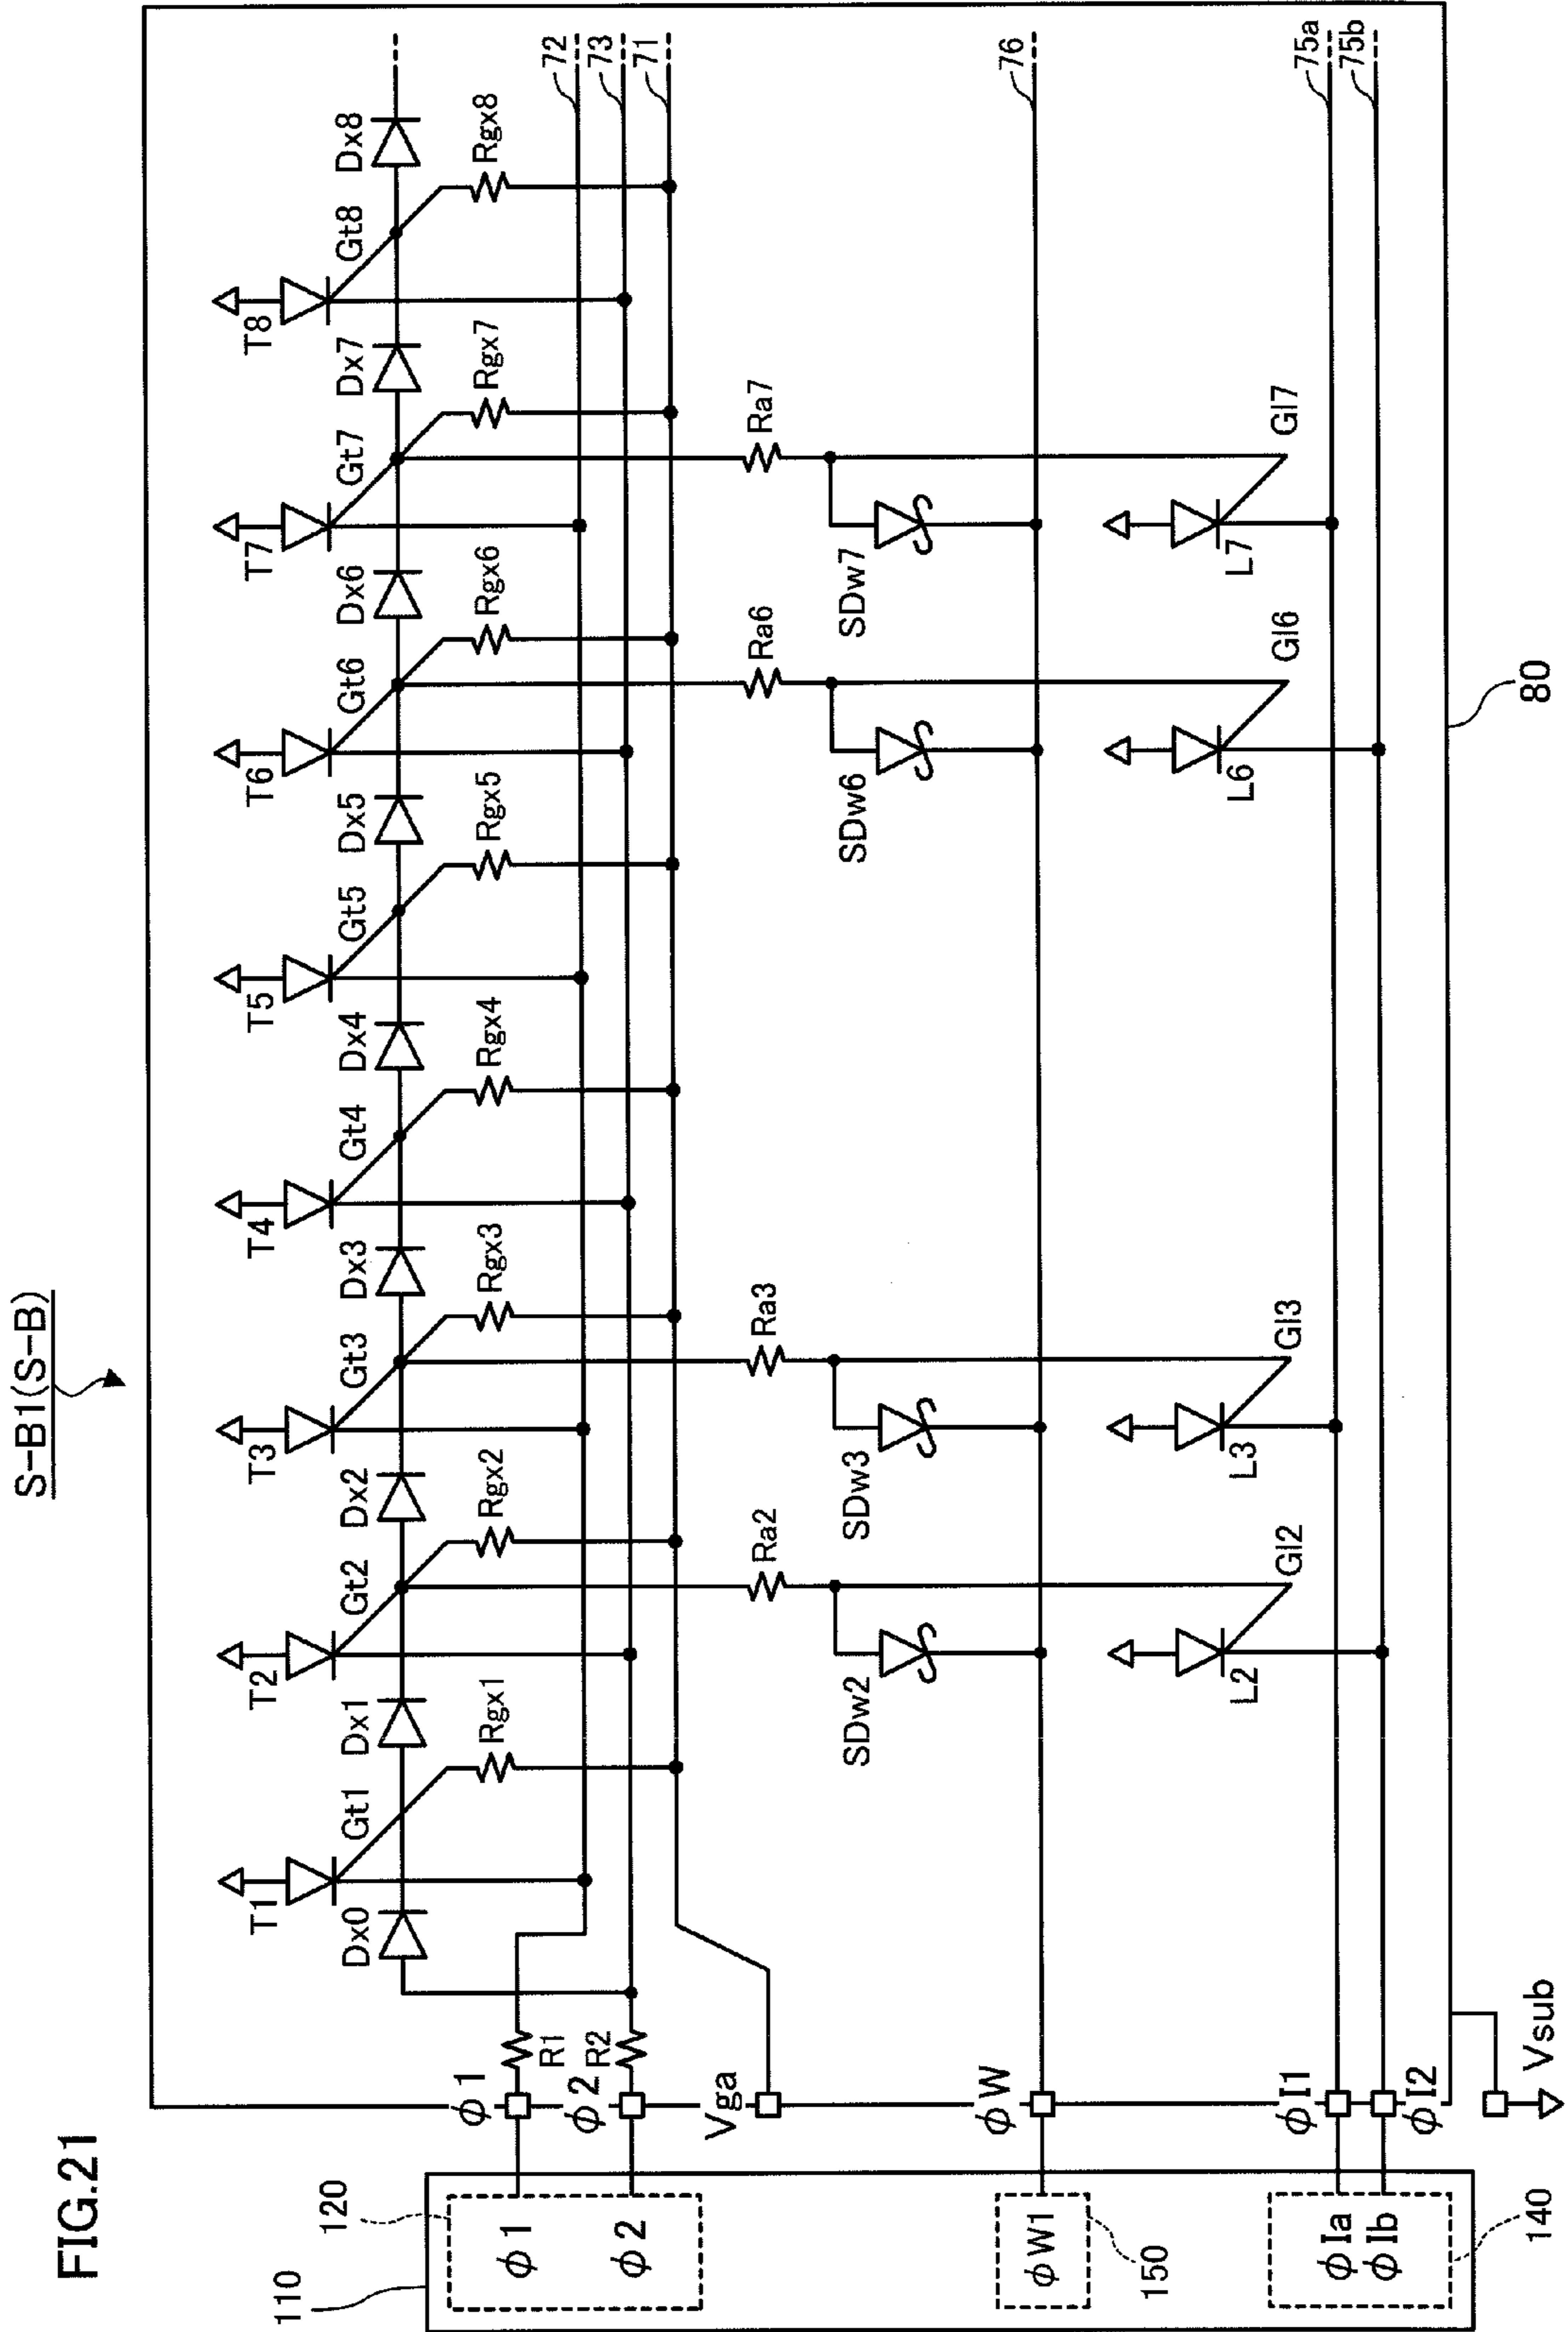 FIG.21
S-B1(S-B)
T1
T2
T3
T4
T5
T6
T7
T8
Gt1
Gt2
Gt3
Gt4
Gt5
Gt6
Gt7
Gt8
Dx0
Dx1
Dx2
Dx3
Dx4
Dx5
Dx6
Dx7
Dx8
Rgx1
Rgx2
Rgx3
Rgx4
Rgx5
Rgx6
Rgx7
Rgx8
72
73
71
110
120
φ1
φ2
φ1
φ2
R1
R2
Vga
Ra2
Ra3
Ra6
Ra7
SDw2
SDw3
SDw6
SDw7
76
φW1
150
φW
Gl2
Gl3
Gl6
Gl7
L2
L3
L6
L7
75a
75b
φIa
φIb
140
φI1
φI2
Vsub
80